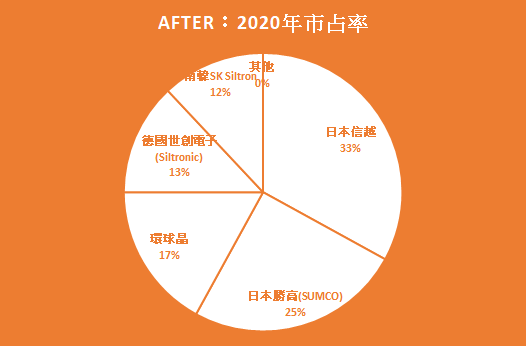 AFTER：2020年市占率
其他
0%
南韓SK Siltron
12%
日本信越
33%
德國世創電子
(Siltronic)
13%
環球晶
17%
日本勝高(SUMCO)
25%